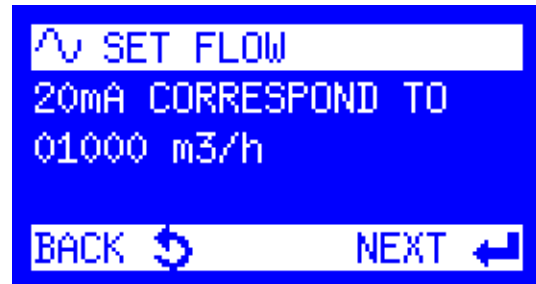 SET FLOW
20mA CORRESPOND TO
01000 m3/h
BACK NEXT